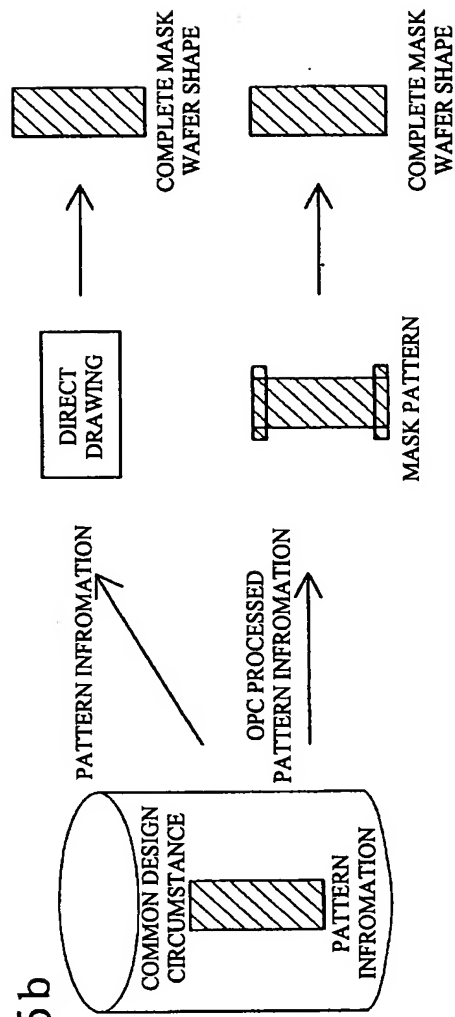 5b
COMMON DESIGN
CIRCUMSTANCE
PATTERN
INFROMATION
PATTERN INFROMATION
DIRECT
DRAWING
COMPLETE MASK
WAFER SHAPE
OPC PROCESSED
PATTERN INFROMATION
MASK PATTERN
COMPLETE MASK
WAFER SHAPE